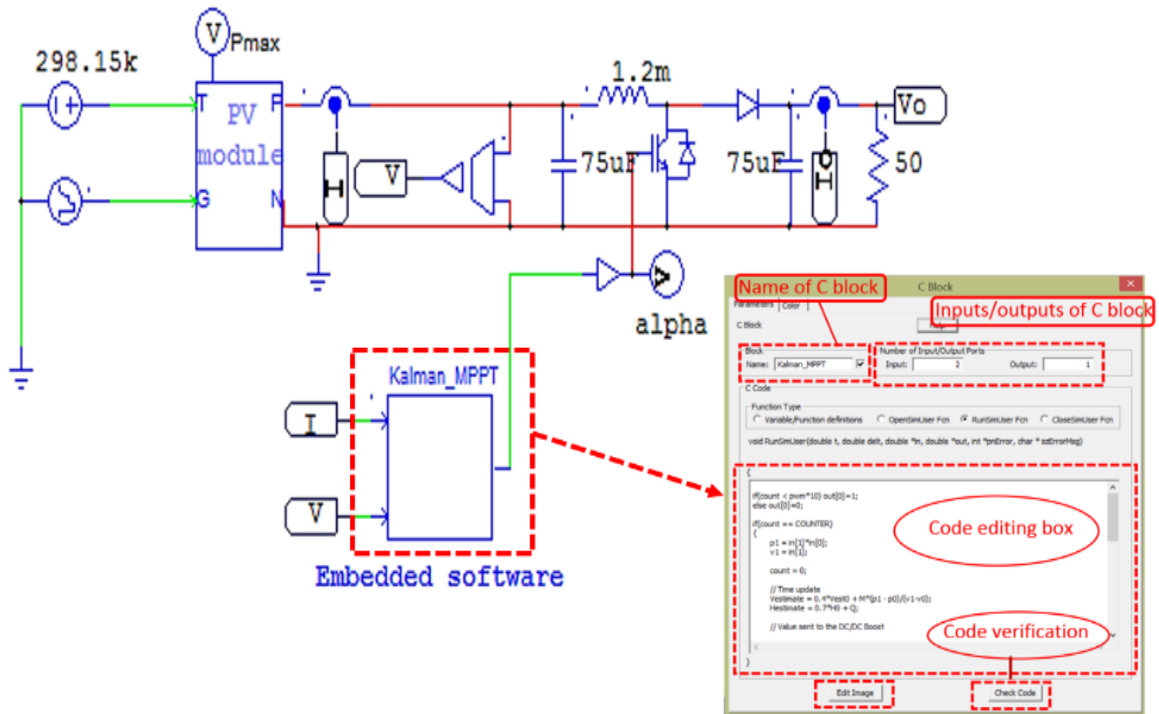 V
Pmax
298.15k
T
P
PV
module
G
N
I
V
75uF
1.2m
75uF
Io
Vo
50
V
alpha
Kalman_MPPT
I
V
Embedded software
C Block
Name of C block
Parameters
Color
Inputs/outputs of C block
C Block
Help
Block
Name: Kalman_MPPT
Number of Input/Output Ports
Input: 2 Output: 1
C Code
Function Type
Variable/Function definitions OpenSimUser Fcn RunSimUser Fcn CloseSimUser Fcn
void RunSimUser(double t, double delt, double *in, double *out, int *pnError, char * szErrorMsg)
{
if(count < pwm*10) out[0]=1;
else out[0]=0;
if(count == COUNTER)
{
p1 = in[1]*in[0];
v1 = in[1];
count = 0;
Code editing box
// Time update
Vestimate = 0.4*Vest0 + M*(p1 - p0)/(v1-v0);
Hestimate = 0.7*H0 + Q;
// Value sent to the DC/DC Boost
Code verification
}
Edit Image
Check Code